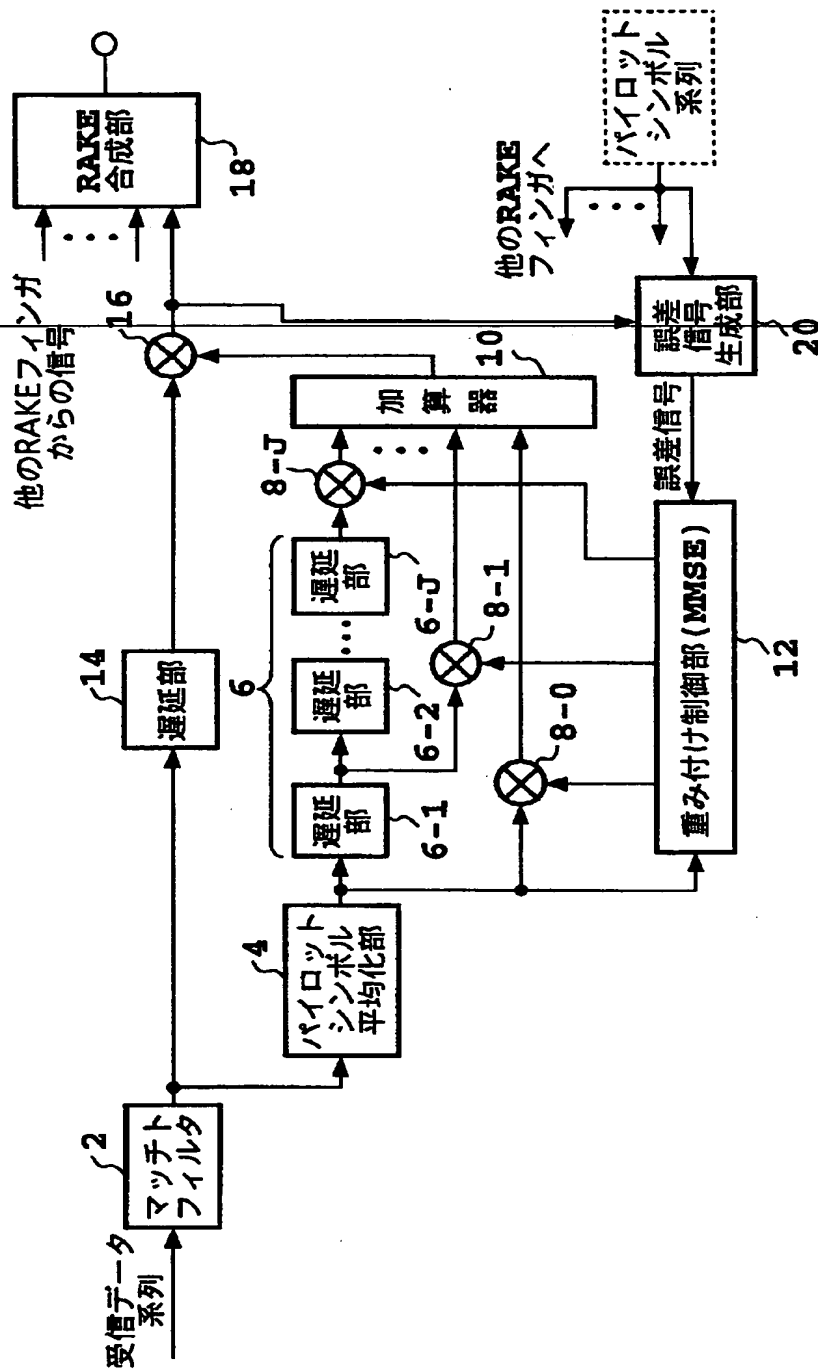 受信データ
系列
2
マッチト
フィルタ
4
パイロット
シンボル
平均化部
14
遅延部
6
遅延
部
遅延
部
...
遅延
部
6-1
6-2
6-J
8-0
8-1
8-J
...
加算器
10
重み付け制御部(MMSE)
12
誤差信号
誤差
信号
生成部
20
他のRAKEフィンガ
からの信号
16
...
RAKE
合成部
18
他のRAKE
フィンガへ
...
パイロット
シンボル
系列